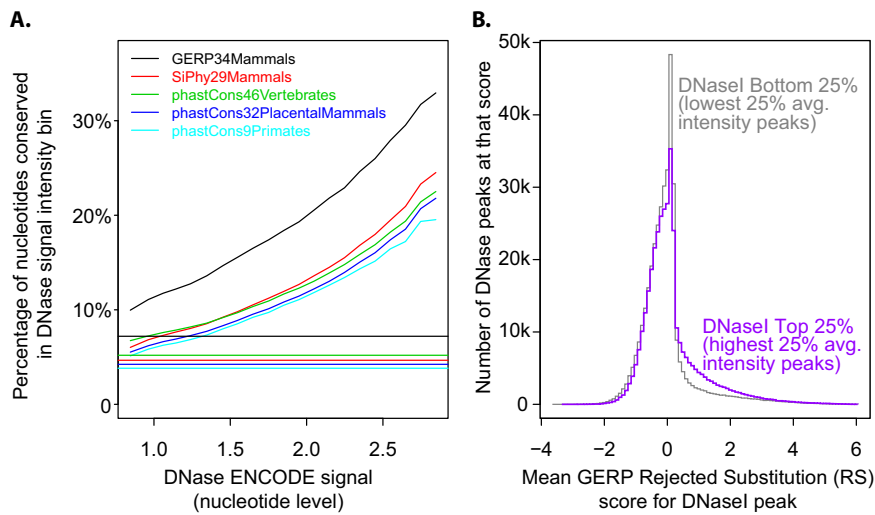 A.
Percentage of nucleotides conserved
in DNase signal intensity bin
30%
20%
10%
0
GERP34Mammals
SiPhy29Mammals
phastCons46Vertebrates
phastCons32PlacentalMammals
phastCons9Primates
1.0
1.5
2.0
2.5
DNase ENCODE signal
(nucleotide level)
B.
Number of DNase peaks at that score
50k
40k
30k
20k
10k
0
DNaseI Bottom 25%
(lowest 25% avg.
intensity peaks)
DNaseI Top 25%
(highest 25% avg.
intensity peaks)
−4
−2
0
2
4
6
Mean GERP Rejected Substitution (RS)
score for DNaseI peak